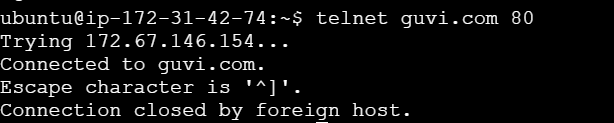 ubuntu@ip-172-31-42-74:~$ telnet guvi.com 80
Trying 172.67.146.154...
Connected to guvi.com.
Escape character is '^]'.
Connection closed by foreign host.